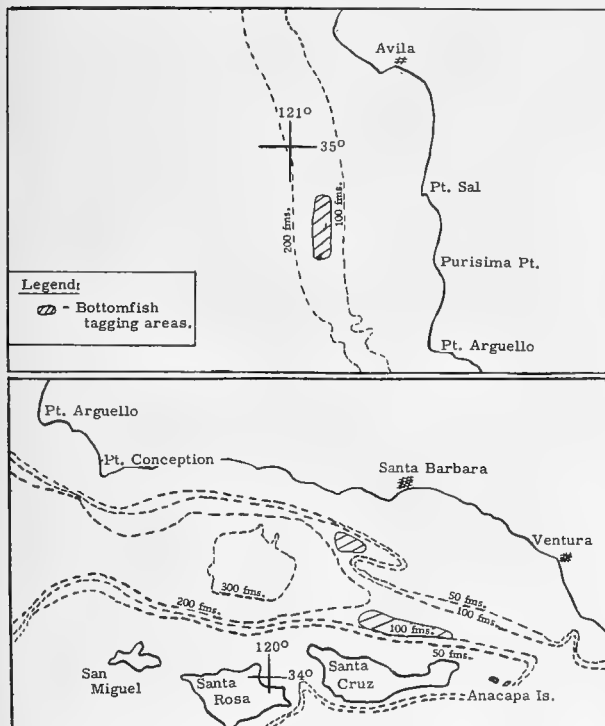 Avila
121°
35°
200 fms.
100 fms.
Pt. Sal
Purisima Pt.
Pt. Arguello
Legend:
- Bottomfish
tagging areas.
Pt. Arguello
Pt. Conception
Santa Barbara
Ventura
300 fms.
50 fms.
100 fms.
200 fms.
100 fms.
50 fms.
120°
34°
San
Miguel
Santa
Rosa
Santa
Cruz
Anacapa Is.